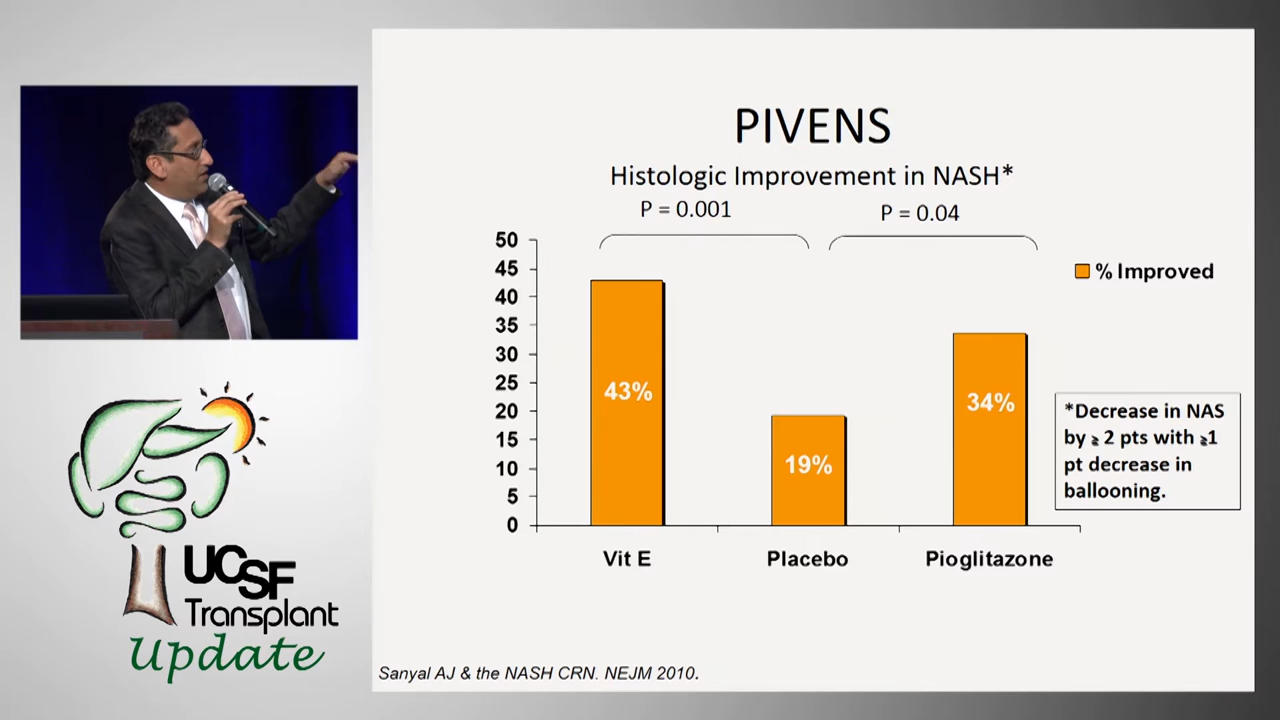 PIVENS
Histologic Improvement in NASH*
P = 0.001
P = 0.04
50
45
40
35
30
25
20
15
10
5
0
43%
19%
34%
% Improved
Vit E
Placebo
Pioglitazone
*Decrease in NAS
by ≥ 2 pts with ≥1
pt decrease in
ballooning.
Sanyal AJ & the NASH CRN. NEJM 2010.
UCSF
Transplant
Update